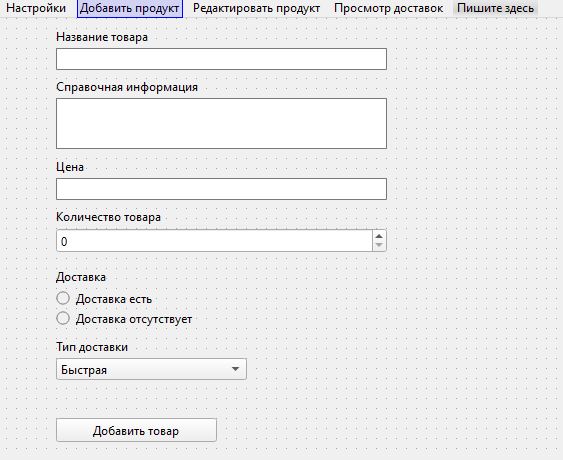 Настройки Добавить продукт Редактировать продукт Просмотр доставок Пишите здесь
Название товара
Справочная информация
Цена
Количество товара
0
Доставка
Доставка есть
Доставка отсутствует
Тип доставки
Быстрая
Добавить товар